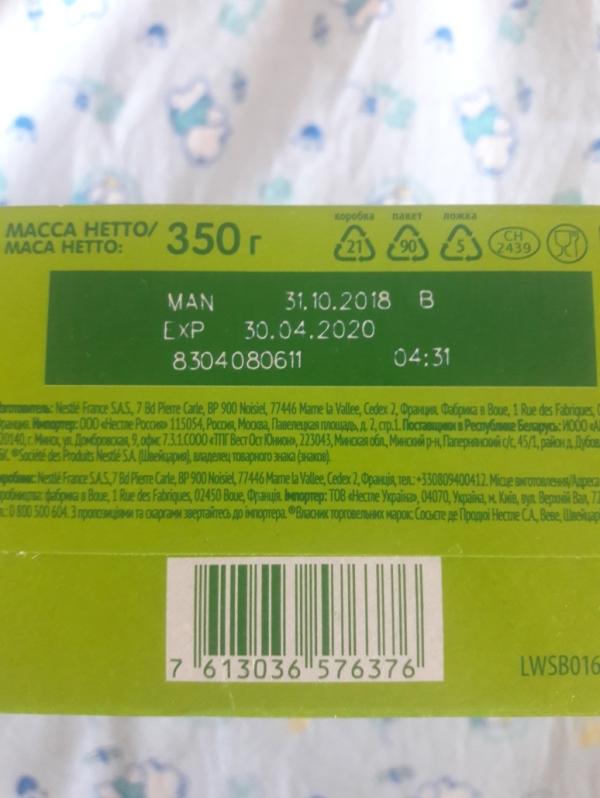 МАССА НЕТТО/
МАСА НЕТТО: 350 г
коробка пакет ложка
21 90 5 CH 2439
MAN 31.10.2018 B
EXP 30.04.2020
8304080611 04:31
Nestlé France S.A.S., 7 Bd Pierre Carle, BP 900 Noisiel, 77446 Marne la Vallee, Cedex 2, Франция. Фабрика в Boue, 1 Rue des Fabriques,
Импортер: ООО «Нестле Россия» 115054, Россия, Москва, Павелецкая площадь, д. 2, стр.1. Поставщики в Республике Беларусь:
г. Минск, ул. Домбровская, 9, офис 7.3.1. СООО «ТПГ Вест Ост Юнион», 223043, Минская обл., Минский р-н, Папернянский с/с, 45/1, район д.
®Société des Produits Nestlé S.A. (Швейцария), владелец товарного знака (знаков).
Nestlé France S.A.S., 7 Bd Pierre Carle, BP 900 Noisiel, 77446 Marne la Vallee, Cedex 2, Франція, тел.: +330809400412. Місце виготовлення/Адреса
фабрика в Boue, 1 Rue des Fabriques, 02450 Boue, Франція. Імпортер: ТОВ «Нестле Україна», 04070, Україна, м. Київ, вул. Верхній Вал,
0 800 500 604. З пропозиціями та скаргами звертайтесь до імпортера. ®Власник торговельних марок: Сосьєте де Продюї Нестле С.А., Веве,
7 613036 576376
LWSB016